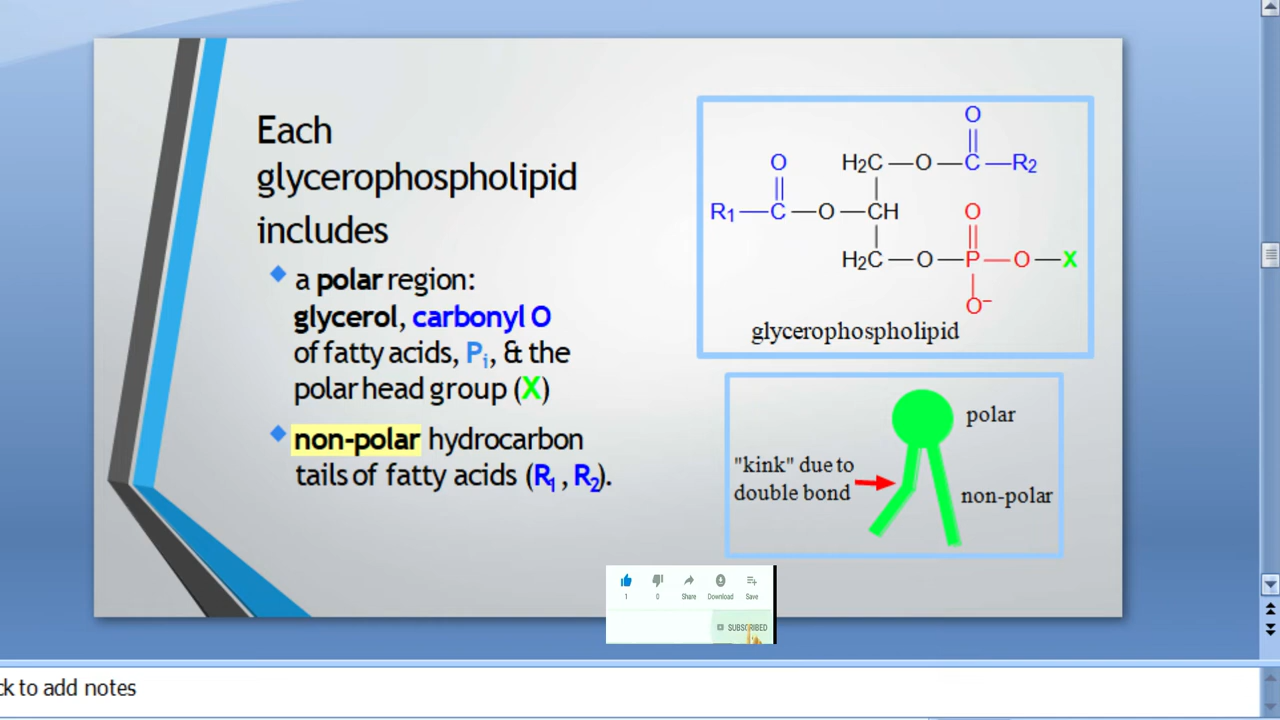 Each
glycerophospholipid
includes
a polar region:
glycerol, carbonyl O
of fatty acids, Pi, & the
polar head group (X)
non-polar hydrocarbon
tails of fatty acids (R1 , R2).
O
H2C O C R2
O
R1 C O CH
O
H2C O P O X
O−
glycerophospholipid
polar
"kink" due to
double bond
non-polar
1 0 Share Download Save
SUBSCRIBED
ck to add notes